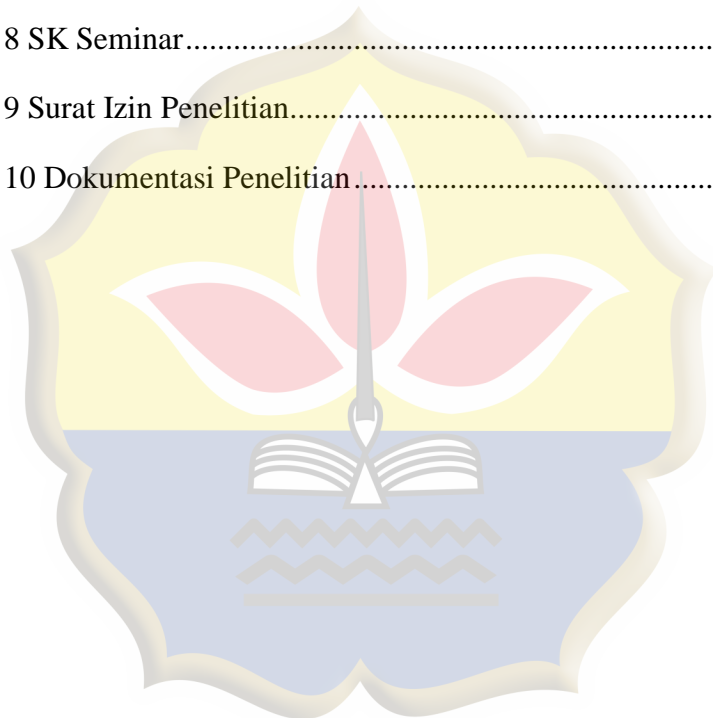 8 SK Seminar.............................................................................
9 Surat Izin Penelitian................................................................
10 Dokumentasi Penelitian........................................................